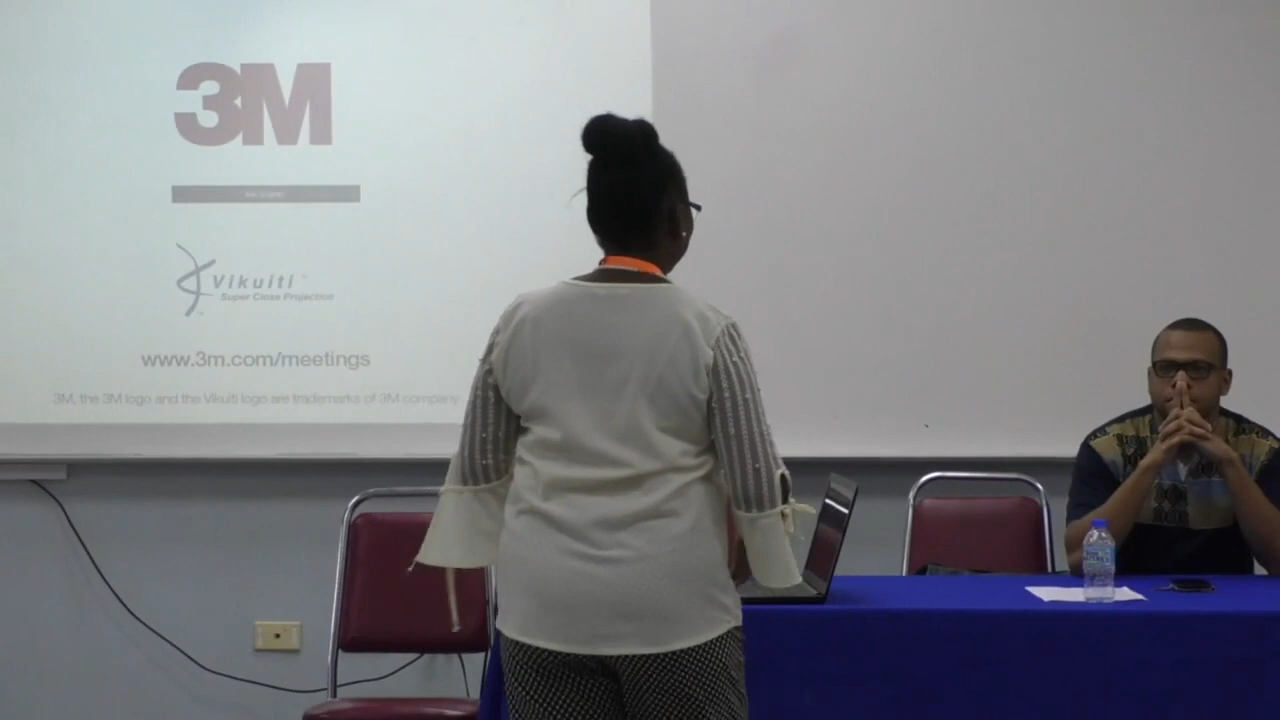 3M
Vikuiti™
Super Close Projection
www.3m.com/meetings
3M, the 3M logo and the Vikuiti logo are trademarks of 3M company